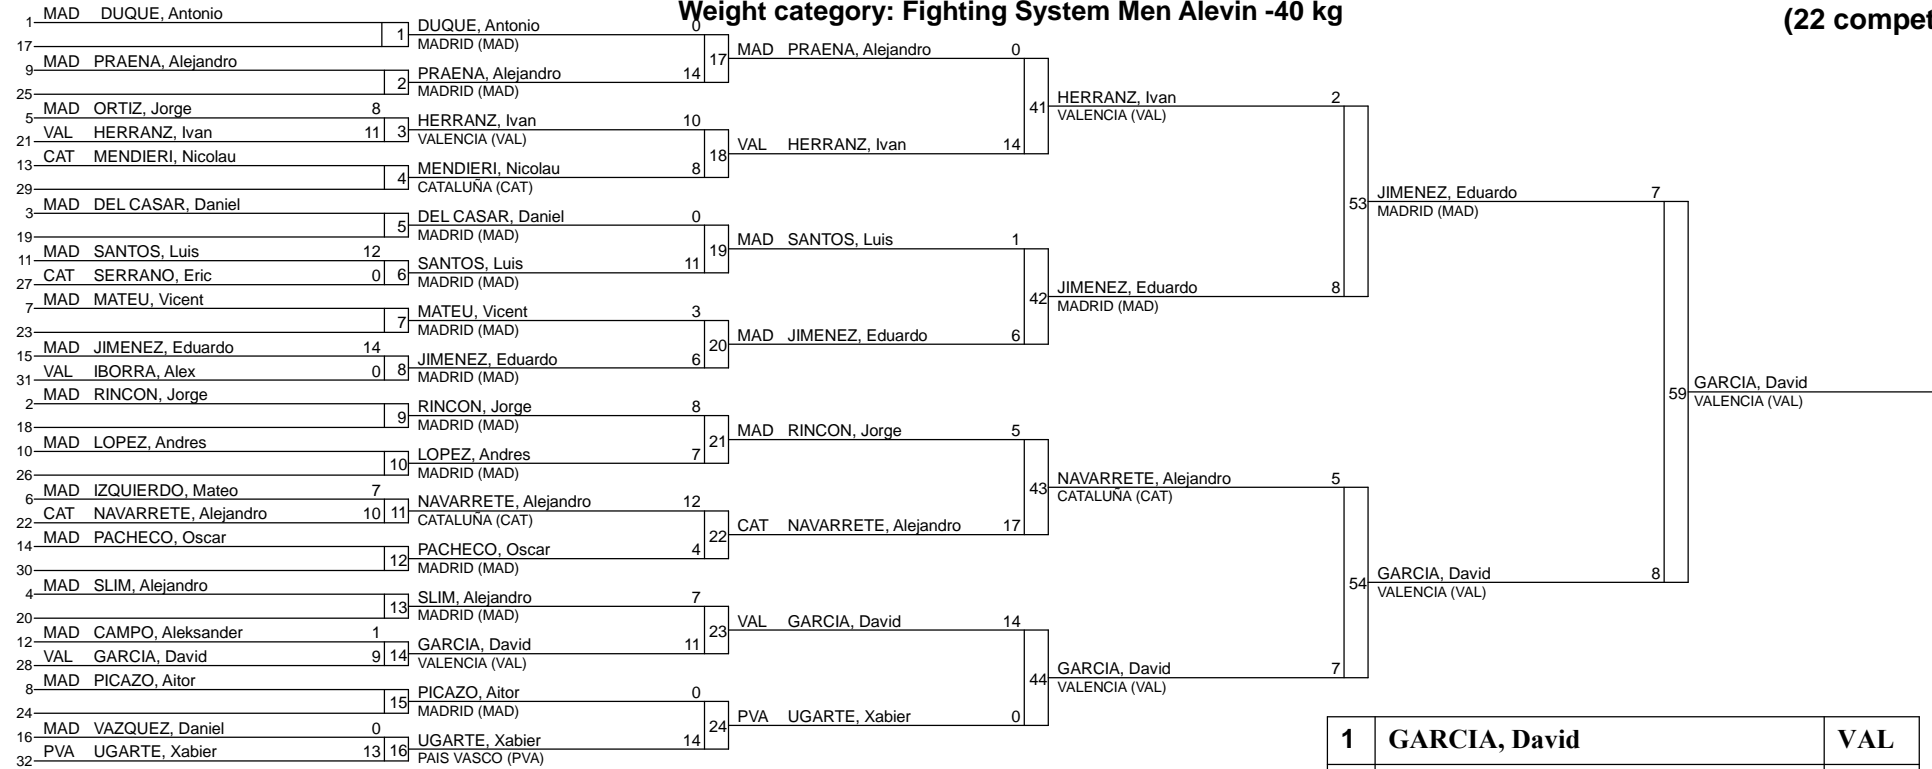 Weight category: Fighting System Men Alevin -40 kg
(22 compet
1 MAD DUQUE, Antonio
17
1
9 MAD PRAENA, Alejandro
25
2
5 MAD ORTIZ, Jorge 8
21 VAL HERRANZ, Ivan 11
3
13 CAT MENDIERI, Nicolau
29
4
3 MAD DEL CASAR, Daniel
19
5
11 MAD SANTOS, Luis 12
27 CAT SERRANO, Eric 0
6
7 MAD MATEU, Vicent
23
7
15 MAD JIMENEZ, Eduardo 14
31 VAL IBORRA, Alex 0
8
2 MAD RINCON, Jorge
18
9
10 MAD LOPEZ, Andres
26
10
6 MAD IZQUIERDO, Mateo 7
22 CAT NAVARRETE, Alejandro 10
11
14 MAD PACHECO, Oscar
30
12
4 MAD SLIM, Alejandro
20
13
12 MAD CAMPO, Aleksander 1
28 VAL GARCIA, David 9
14
8 MAD PICAZO, Aitor
24
15
16 MAD VAZQUEZ, Daniel 0
32 PVA UGARTE, Xabier 13
16
DUQUE, Antonio 0
MADRID (MAD)
17
PRAENA, Alejandro 14
MADRID (MAD)
HERRANZ, Ivan 10
VALENCIA (VAL)
18
MENDIERI, Nicolau 8
CATALUÑA (CAT)
DEL CASAR, Daniel 0
MADRID (MAD)
19
SANTOS, Luis 11
MADRID (MAD)
MATEU, Vicent 3
MADRID (MAD)
20
JIMENEZ, Eduardo 6
MADRID (MAD)
RINCON, Jorge 8
MADRID (MAD)
21
LOPEZ, Andres 7
MADRID (MAD)
NAVARRETE, Alejandro 12
CATALUÑA (CAT)
22
PACHECO, Oscar 4
MADRID (MAD)
SLIM, Alejandro 7
MADRID (MAD)
23
GARCIA, David 11
VALENCIA (VAL)
PICAZO, Aitor 0
MADRID (MAD)
24
UGARTE, Xabier 14
PAIS VASCO (PVA)
MAD PRAENA, Alejandro 0
41
VAL HERRANZ, Ivan 14
MAD SANTOS, Luis 1
42
MAD JIMENEZ, Eduardo 6
MAD RINCON, Jorge 5
43
CAT NAVARRETE, Alejandro 17
VAL GARCIA, David 14
44
PVA UGARTE, Xabier 0
HERRANZ, Ivan 2
VALENCIA (VAL)
53
JIMENEZ, Eduardo 8
MADRID (MAD)
NAVARRETE, Alejandro 5
CATALUÑA (CAT)
54
GARCIA, David 7
VALENCIA (VAL)
JIMENEZ, Eduardo 7
MADRID (MAD)
59
GARCIA, David 8
VALENCIA (VAL)
GARCIA, David
VALENCIA (VAL)
1 GARCIA, David VAL